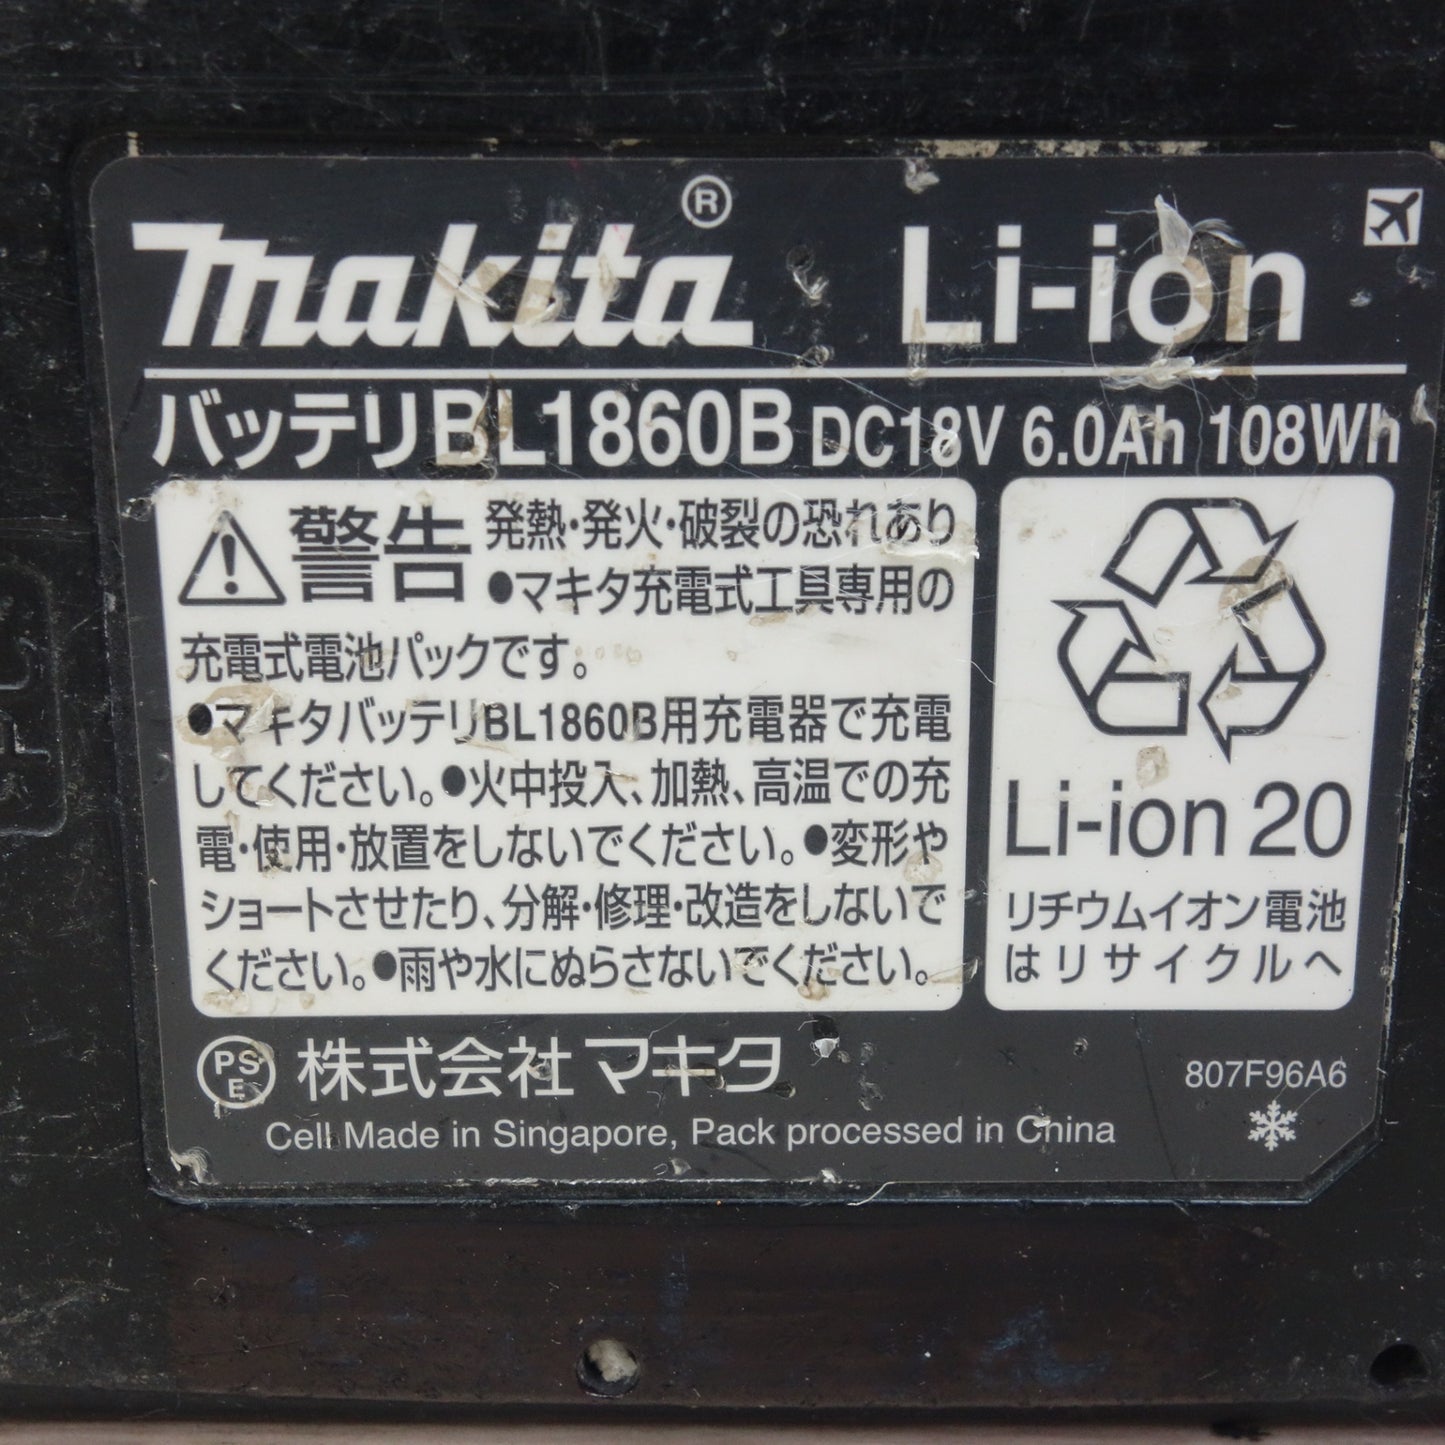 makita® Li-ion
バッテリBL1860B DC18V 6.0Ah 108Wh
警告 発熱・発火・破裂の恐れあり
●マキタ充電式工具専用の
充電式電池パックです。
●マキタバッテリBL1860B用充電器で充電
してください。●火中投入、加熱、高温での充
電・使用・放置をしないでください。●変形や
ショートさせたり、分解・修理・改造をしないで
ください。●雨や水にぬらさないでください。
Li-ion 20
リチウムイオン電池
はリサイクルへ
PS
E
株式会社マキタ
807F96A6
Cell Made in Singapore, Pack processed in China